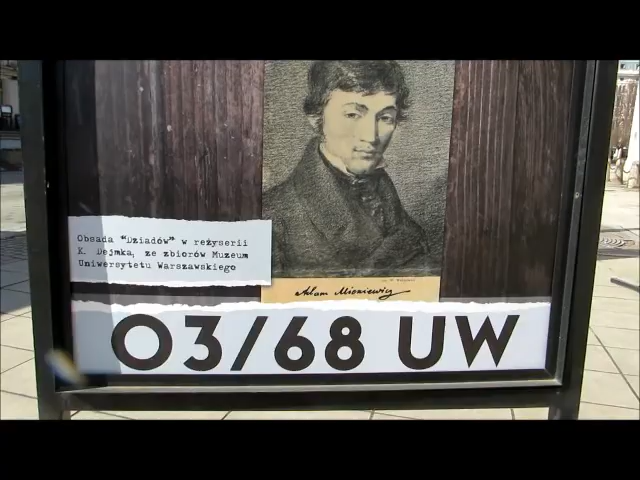 Obsada "Dziadów" w reżyserii
K. Dejmka, ze zbiorów Muzeum
Uniwersytetu Warszawskiego
Adam Mickiewicz
03/68 UW